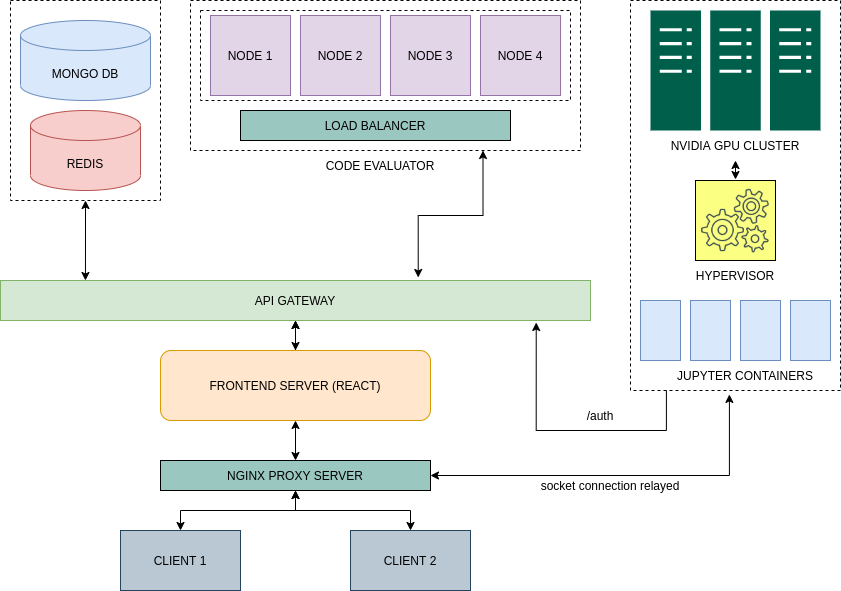 MONGO DB
REDIS
NODE 1
NODE 2
NODE 3
NODE 4
LOAD BALANCER
CODE EVALUATOR
NVIDIA GPU CLUSTER
HYPERVISOR
JUPYTER CONTAINERS
API GATEWAY
FRONTEND SERVER (REACT)
/auth
NGINX PROXY SERVER
socket connection relayed
CLIENT 1
CLIENT 2